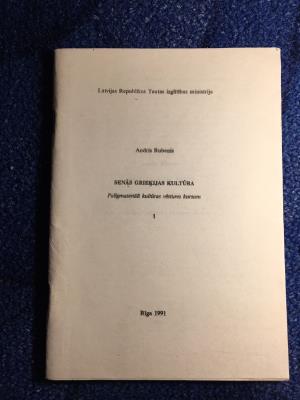 Latvijas Republikas Tautas izglītības ministrija
Andris Rubenis
SENĀS GRIEĶIJAS KULTŪRA
Palīgmateriāli kultūras vēstures kursam
1
Rīga 1991